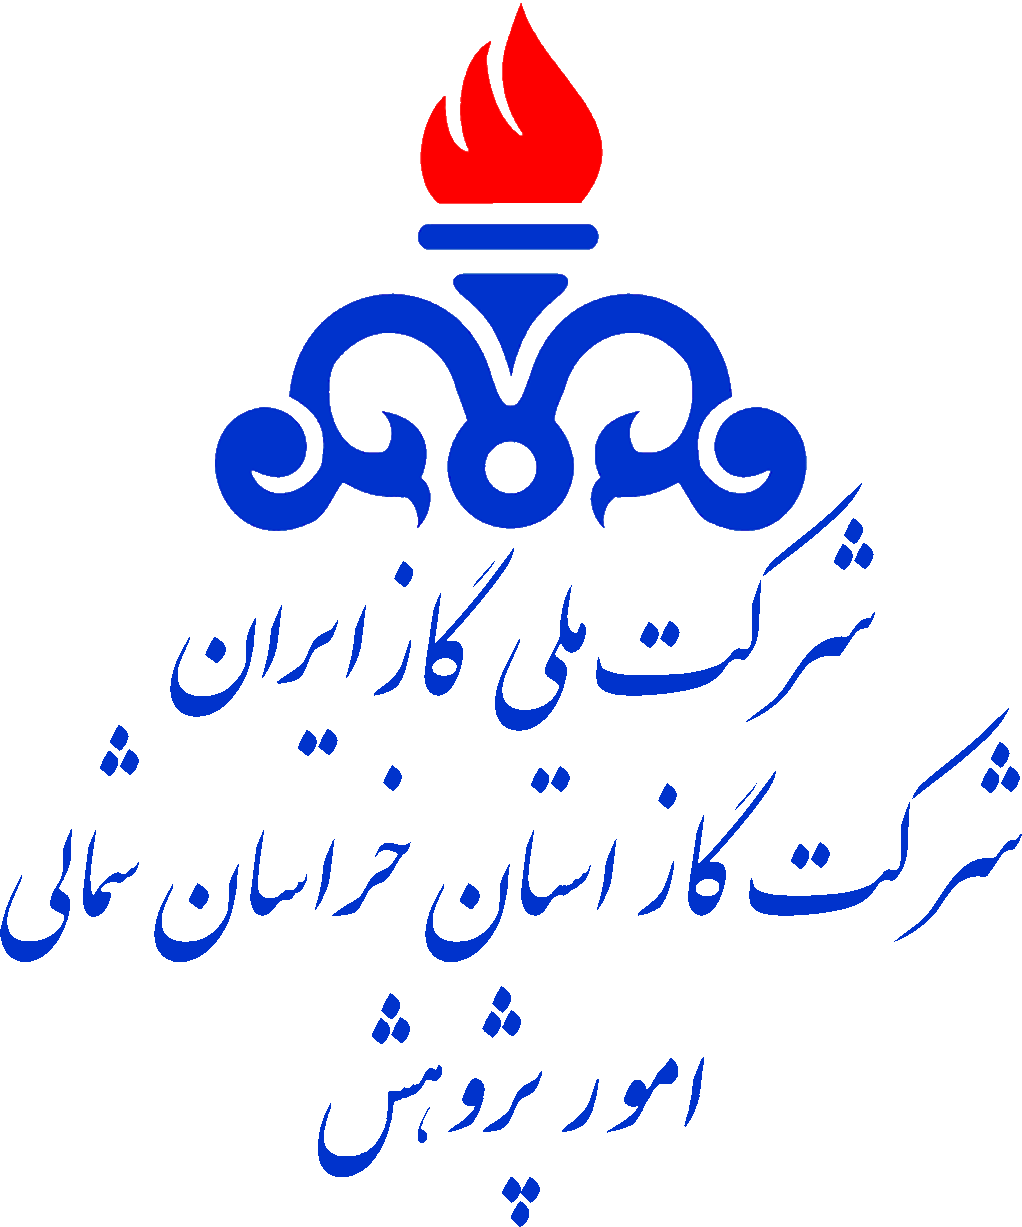 شرکت ملی گاز ایران
شرکت گاز استان خراسان شمالی
امور پژوهش